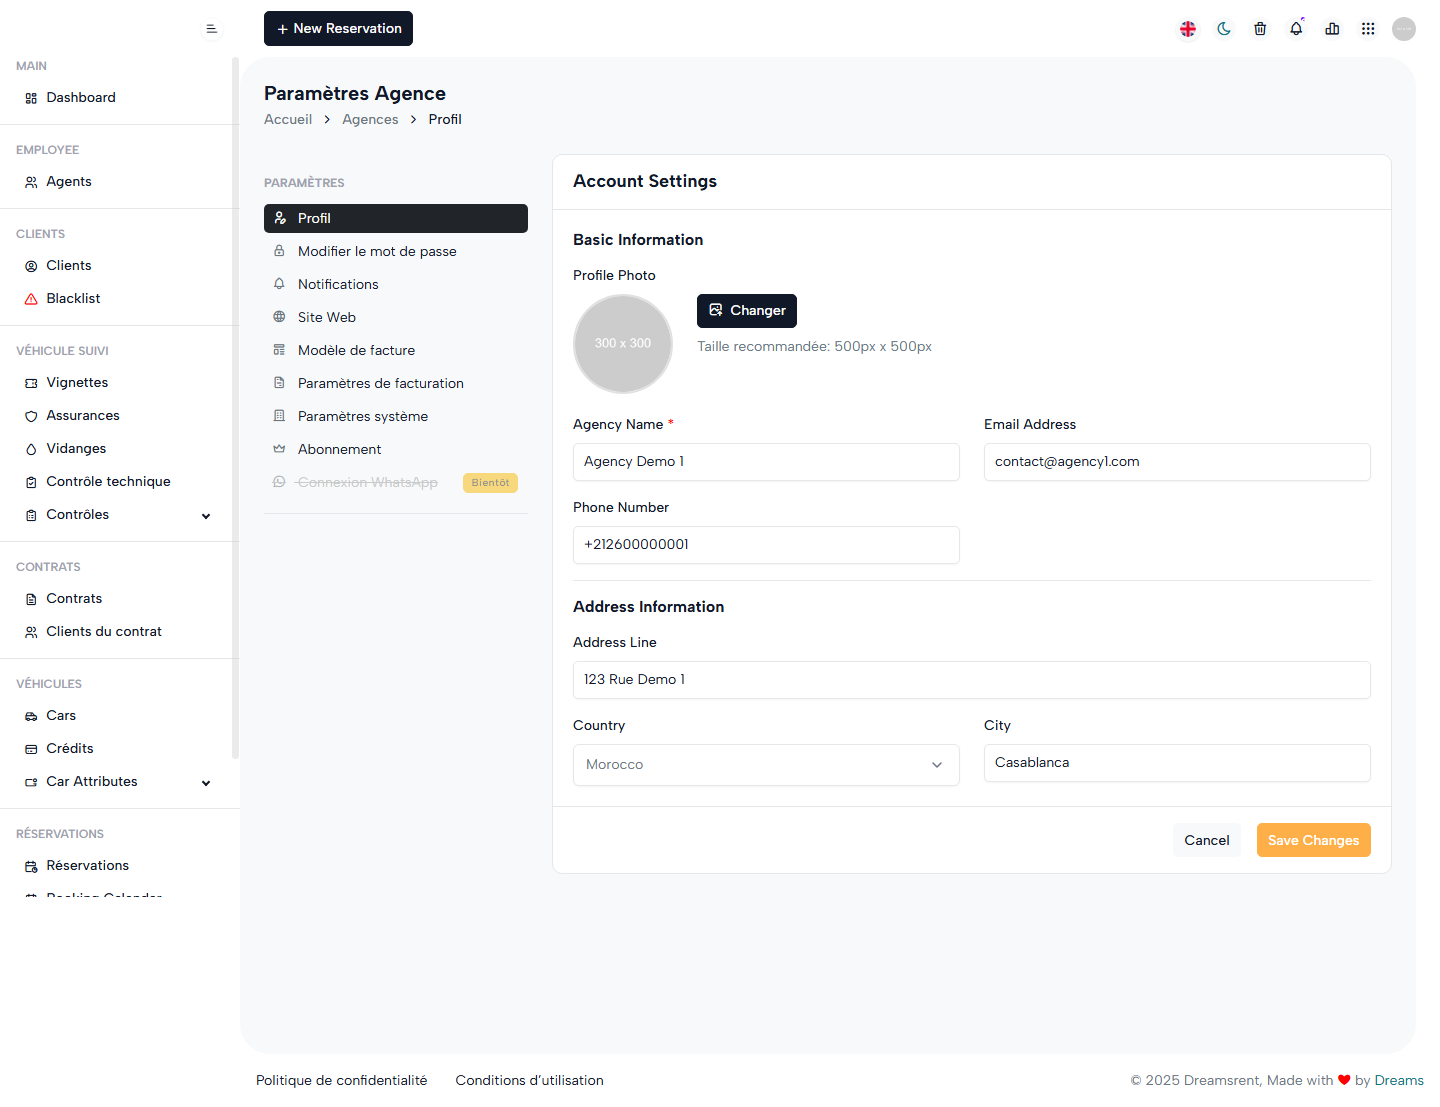 New Reservation
MAIN
Dashboard
EMPLOYEE
Agents
CLIENTS
Clients
Blacklist
VÉHICULE SUIVI
Vignettes
Assurances
Vidanges
Contrôle technique
Contrôles
CONTRATS
Contrats
Clients du contrat
VÉHICULES
Cars
Crédits
Car Attributes
RÉSERVATIONS
Réservations
Booking Calendar
Paramètres Agence
Accueil > Agences > Profil
PARAMÈTRES
Profil
Modifier le mot de passe
Notifications
Site Web
Modèle de facture
Paramètres de facturation
Paramètres système
Abonnement
Connexion WhatsApp Bientôt
Account Settings
Basic Information
Profile Photo
300 x 300
Changer
Taille recommandée: 500px x 500px
Agency Name *
Agency Demo 1
Email Address
contact@agency1.com
Phone Number
+212600000001
Address Information
Address Line
123 Rue Demo 1
Country
Morocco
City
Casablanca
Cancel
Save Changes
Politique de confidentialité
Conditions d’utilisation
© 2025 Dreamsrent, Made with ❤ by Dreams